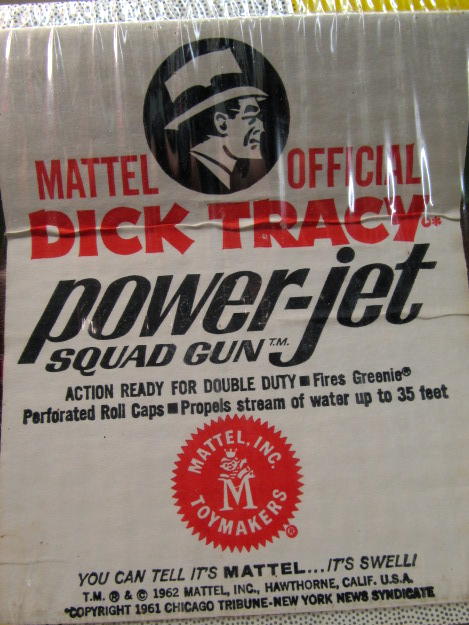 MATTEL OFFICIAL
DICK TRACY®*
power-jet
SQUAD GUN T.M.
ACTION READY FOR DOUBLE DUTY ■ Fires Greenie®
Perforated Roll Caps ■ Propels stream of water up to 35 feet
MATTEL, INC.
M
TOYMAKERS ®
YOU CAN TELL IT'S MATTEL...IT'S SWELL!
T.M. ® & © 1962 MATTEL, INC., HAWTHORNE, CALIF. U.S.A.
*COPYRIGHT 1961 CHICAGO TRIBUNE-NEW YORK NEWS SYNDICATE